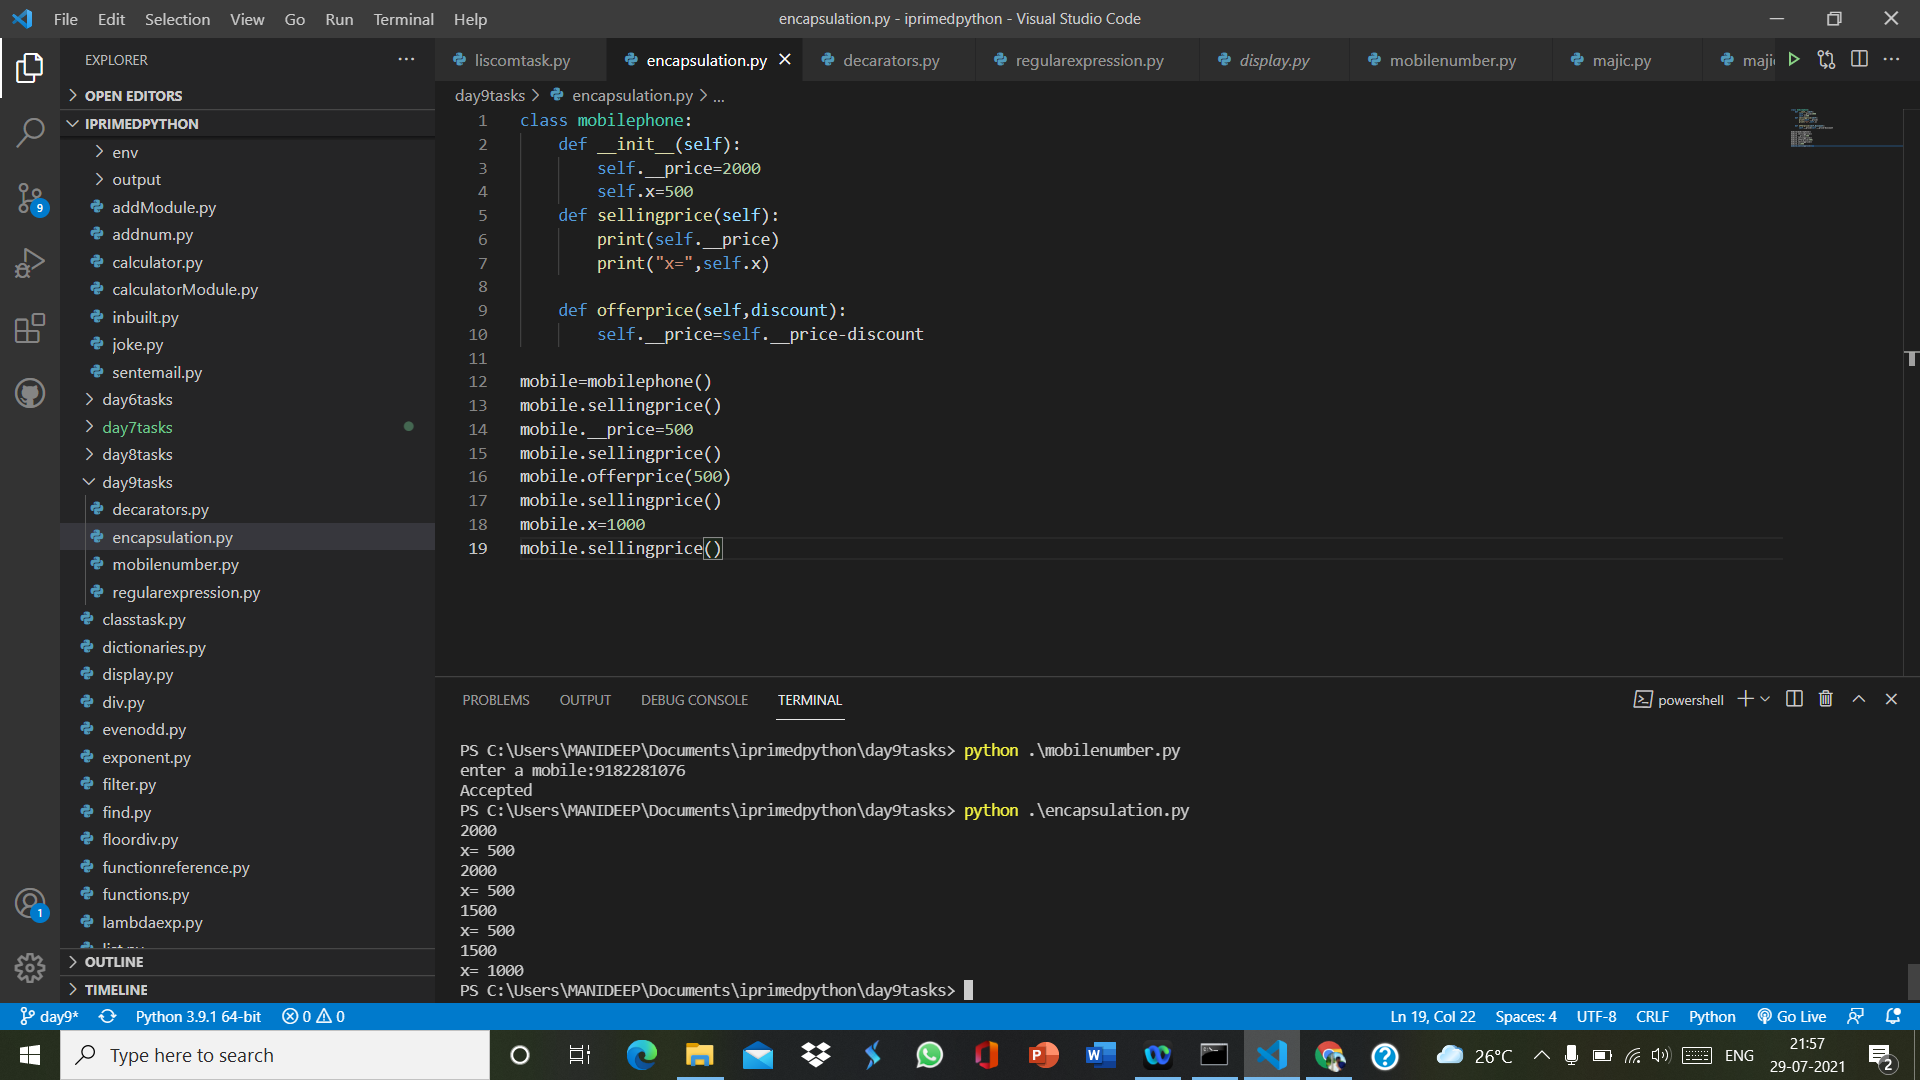 File Edit Selection View Go Run Terminal Help
encapsulation.py - iprimedpython - Visual Studio Code
EXPLORER
liscomtask.py encapsulation.py decarators.py regularexpression.py display.py mobilenumber.py majic.py
OPEN EDITORS
IPRIMEDPYTHON
env
output
addModule.py
addnum.py
calculator.py
calculatorModule.py
inbuilt.py
joke.py
sentemail.py
day6tasks
day7tasks
day8tasks
day9tasks
decarators.py
encapsulation.py
mobilenumber.py
regularexpression.py
classtask.py
dictionaries.py
display.py
div.py
evenodd.py
exponent.py
filter.py
find.py
floordiv.py
functionreference.py
functions.py
lambdaexp.py
OUTLINE
TIMELINE
9
1
day9tasks > encapsulation.py > ...
1 class mobilephone:
2     def __init__(self):
3         self.__price=2000
4         self.x=500
5     def sellingprice(self):
6         print(self.__price)
7         print("x=",self.x)
8
9     def offerprice(self,discount):
10         self.__price=self.__price-discount
11
12 mobile=mobilephone()
13 mobile.sellingprice()
14 mobile.__price=500
15 mobile.sellingprice()
16 mobile.offerprice(500)
17 mobile.sellingprice()
18 mobile.x=1000
19 mobile.sellingprice()
PROBLEMS OUTPUT DEBUG CONSOLE TERMINAL
powershell
PS C:\Users\MANIDEEP\Documents\iprimedpython\day9tasks> python .\mobilenumber.py
enter a mobile:9182281076
Accepted
PS C:\Users\MANIDEEP\Documents\iprimedpython\day9tasks> python .\encapsulation.py
2000
x= 500
2000
x= 500
1500
x= 500
1500
x= 1000
PS C:\Users\MANIDEEP\Documents\iprimedpython\day9tasks>
day9* Python 3.9.1 64-bit 0 0
Ln 19, Col 22 Spaces: 4 UTF-8 CRLF Python Go Live
Type here to search
26°C ENG
21:57
29-07-2021
2